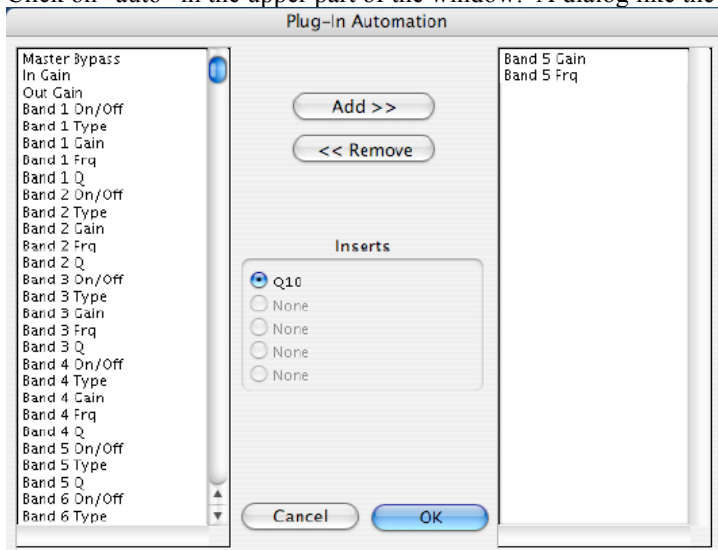 Click on "auto" in the upper part of the window. A dialog like the
Plug-In Automation
Master Bypass
In Gain
Out Gain
Band 1 On/Off
Band 1 Type
Band 1 Gain
Band 1 Frq
Band 1 Q
Band 2 On/Off
Band 2 Type
Band 2 Gain
Band 2 Frq
Band 2 Q
Band 3 On/Off
Band 3 Type
Band 3 Gain
Band 3 Frq
Band 3 Q
Band 4 On/Off
Band 4 Type
Band 4 Gain
Band 4 Frq
Band 4 Q
Band 5 On/Off
Band 5 Type
Band 5 Q
Band 6 On/Off
Band 6 Type
Add >>
<< Remove
Inserts
Q10
None
None
None
None
Cancel
OK
Band 5 Gain
Band 5 Frq